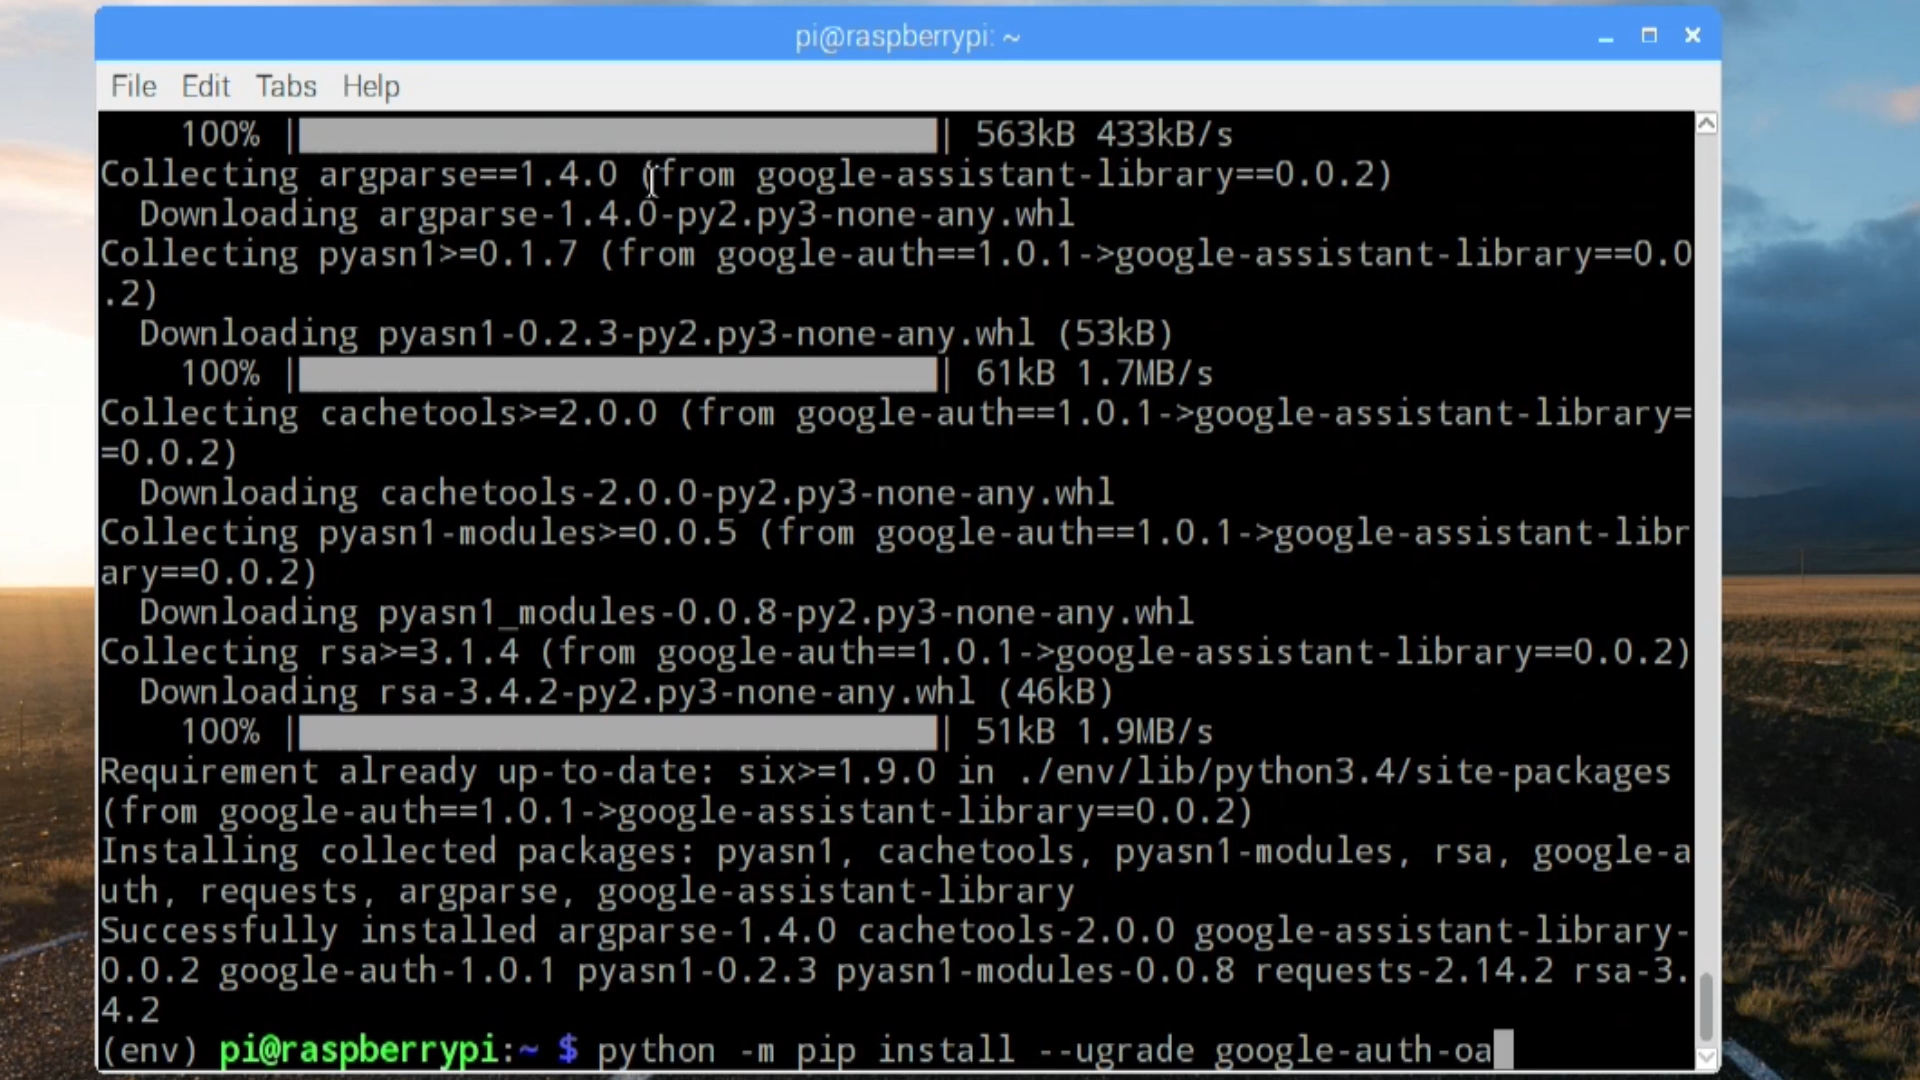 pi@raspberrypi: ~
File Edit Tabs Help
100% | | 563kB 433kB/s
Collecting argparse==1.4.0 (from google-assistant-library==0.0.2)
Downloading argparse-1.4.0-py2.py3-none-any.whl
Collecting pyasn1>=0.1.7 (from google-auth==1.0.1->google-assistant-library==0.0
.2)
Downloading pyasn1-0.2.3-py2.py3-none-any.whl (53kB)
100% | | 61kB 1.7MB/s
Collecting cachetools>=2.0.0 (from google-auth==1.0.1->google-assistant-library=
=0.0.2)
Downloading cachetools-2.0.0-py2.py3-none-any.whl
Collecting pyasn1-modules>=0.0.5 (from google-auth==1.0.1->google-assistant-libr
ary==0.0.2)
Downloading pyasn1_modules-0.0.8-py2.py3-none-any.whl
Collecting rsa>=3.1.4 (from google-auth==1.0.1->google-assistant-library==0.0.2)
Downloading rsa-3.4.2-py2.py3-none-any.whl (46kB)
100% | | 51kB 1.9MB/s
Requirement already up-to-date: six>=1.9.0 in ./env/lib/python3.4/site-packages
(from google-auth==1.0.1->google-assistant-library==0.0.2)
Installing collected packages: pyasn1, cachetools, pyasn1-modules, rsa, google-a
uth, requests, argparse, google-assistant-library
Successfully installed argparse-1.4.0 cachetools-2.0.0 google-assistant-library-
0.0.2 google-auth-1.0.1 pyasn1-0.2.3 pyasn1-modules-0.0.8 requests-2.14.2 rsa-3.
4.2
(env) pi@raspberrypi:~ $ python -m pip install --ugrade google-auth-oa